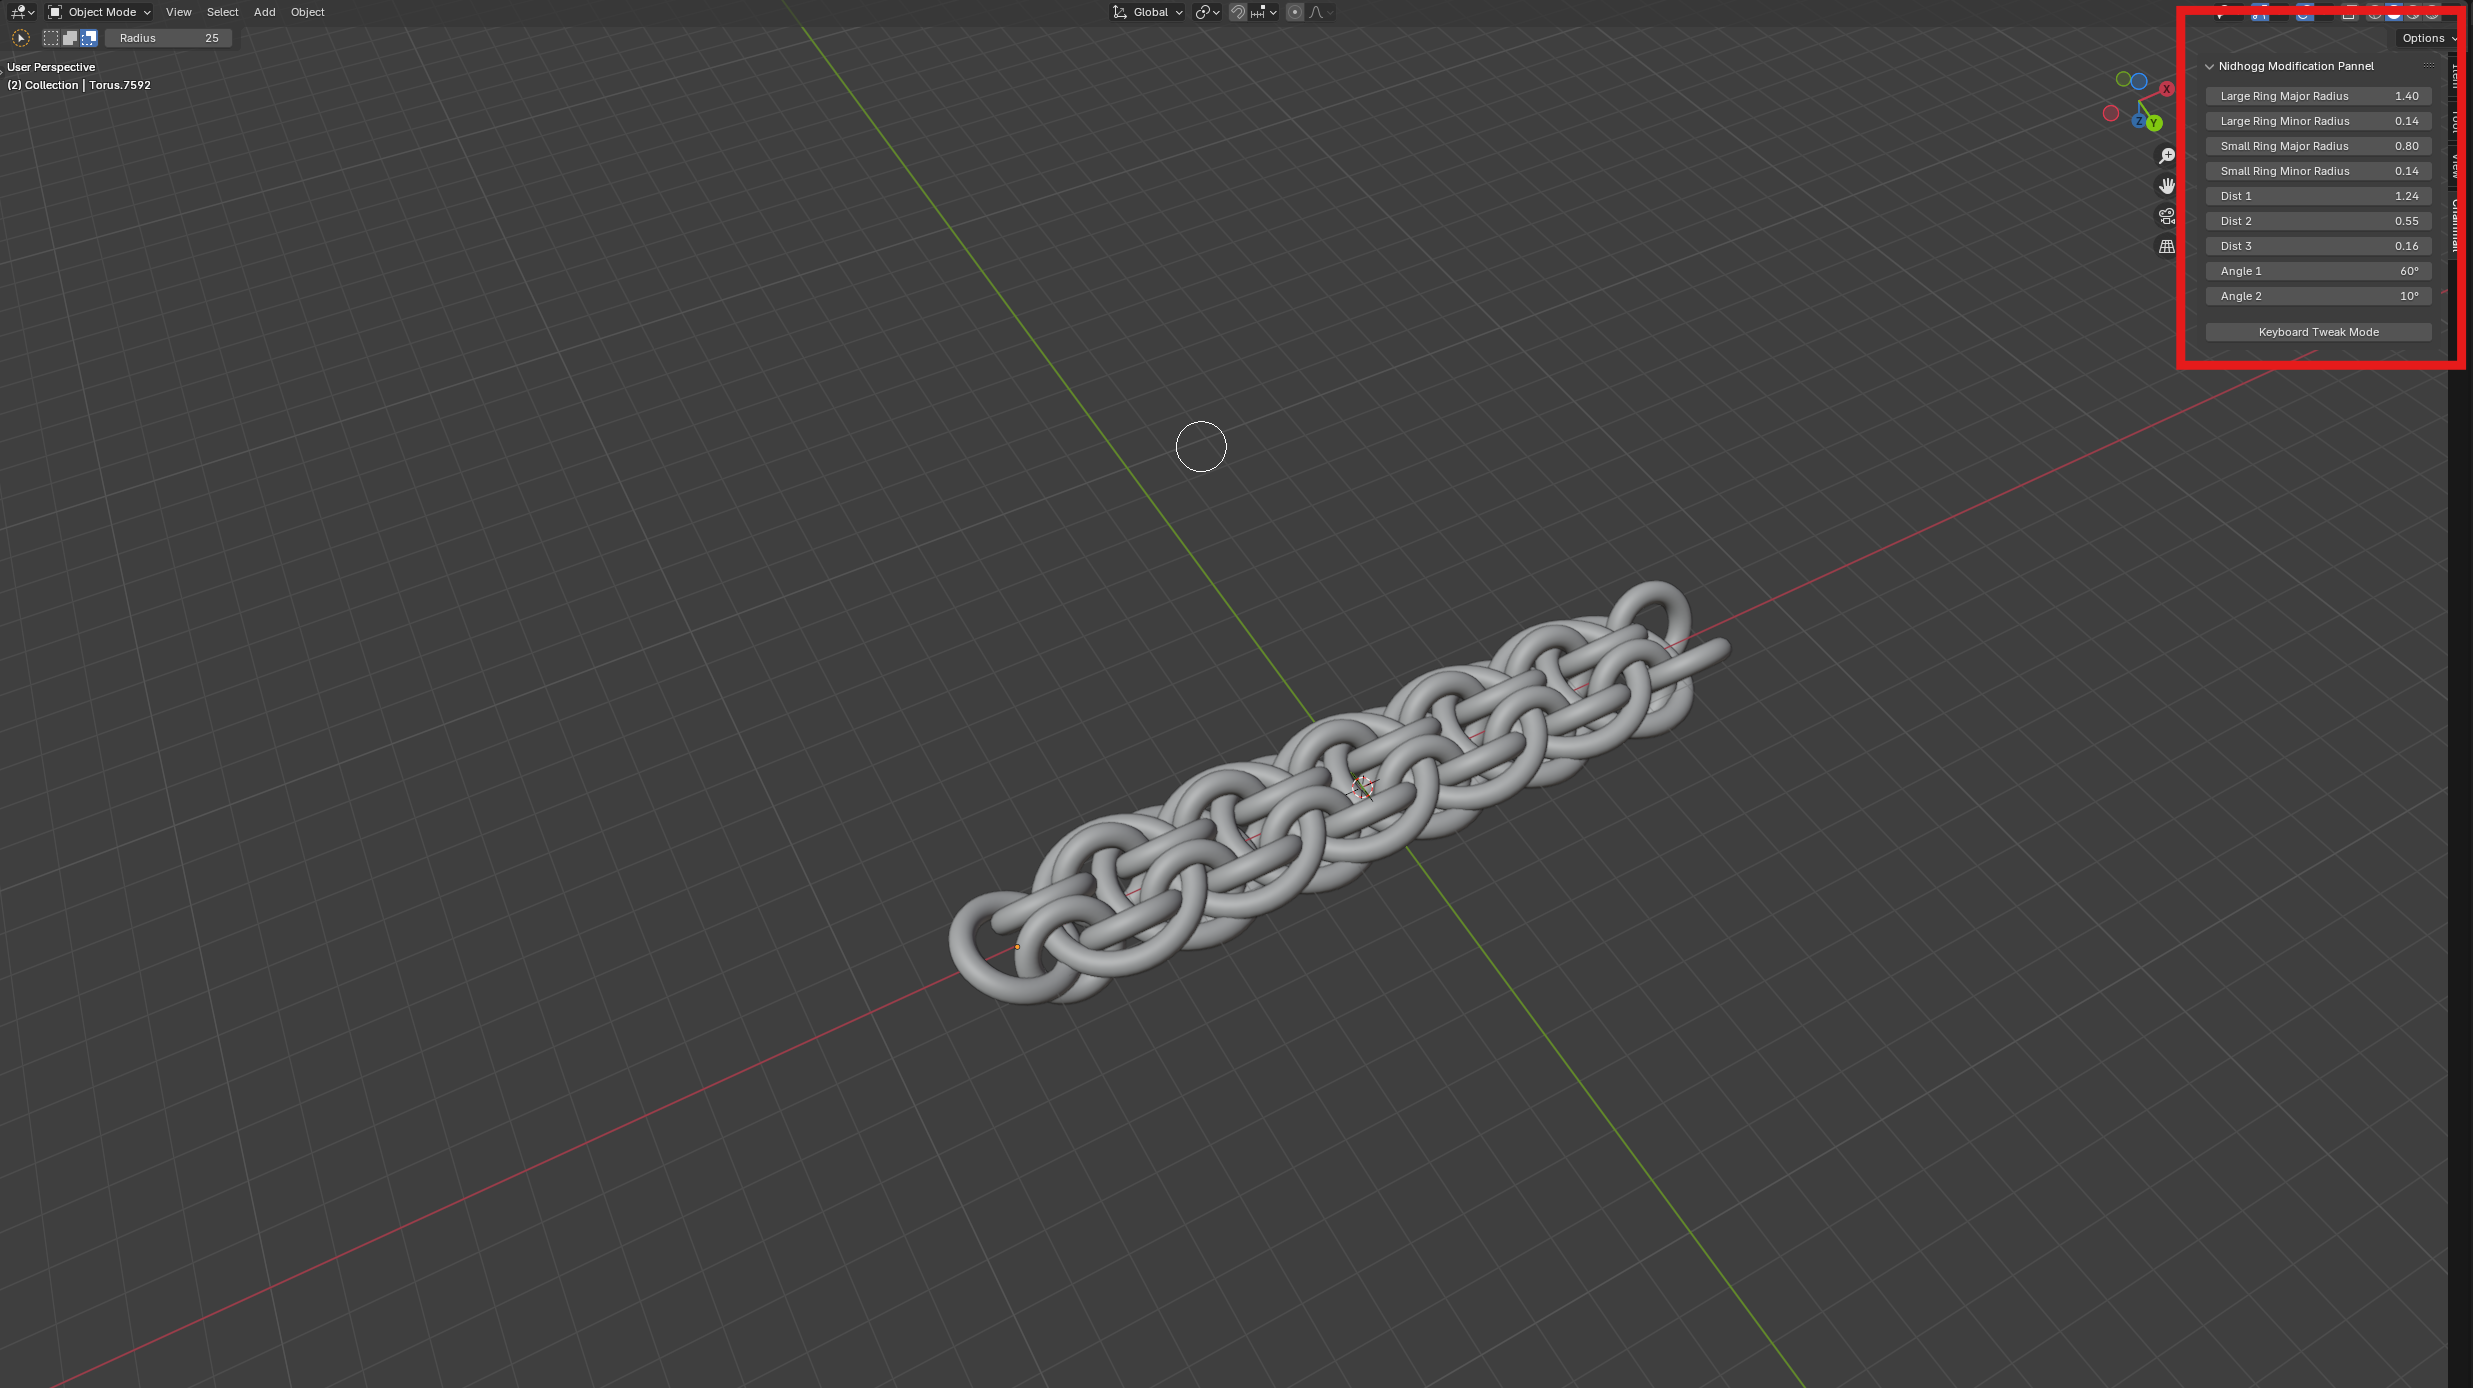 Object Mode View Select Add Object Global
Radius 25 Options
User Perspective
(2) Collection | Torus.7592
Nidhogg Modification Pannel
Large Ring Major Radius 1.40
Large Ring Minor Radius 0.14
Small Ring Major Radius 0.80
Small Ring Minor Radius 0.14
Dist 1 1.24
Dist 2 0.55
Dist 3 0.16
Angle 1 60°
Angle 2 10°
Keyboard Tweak Mode
X
Z Y